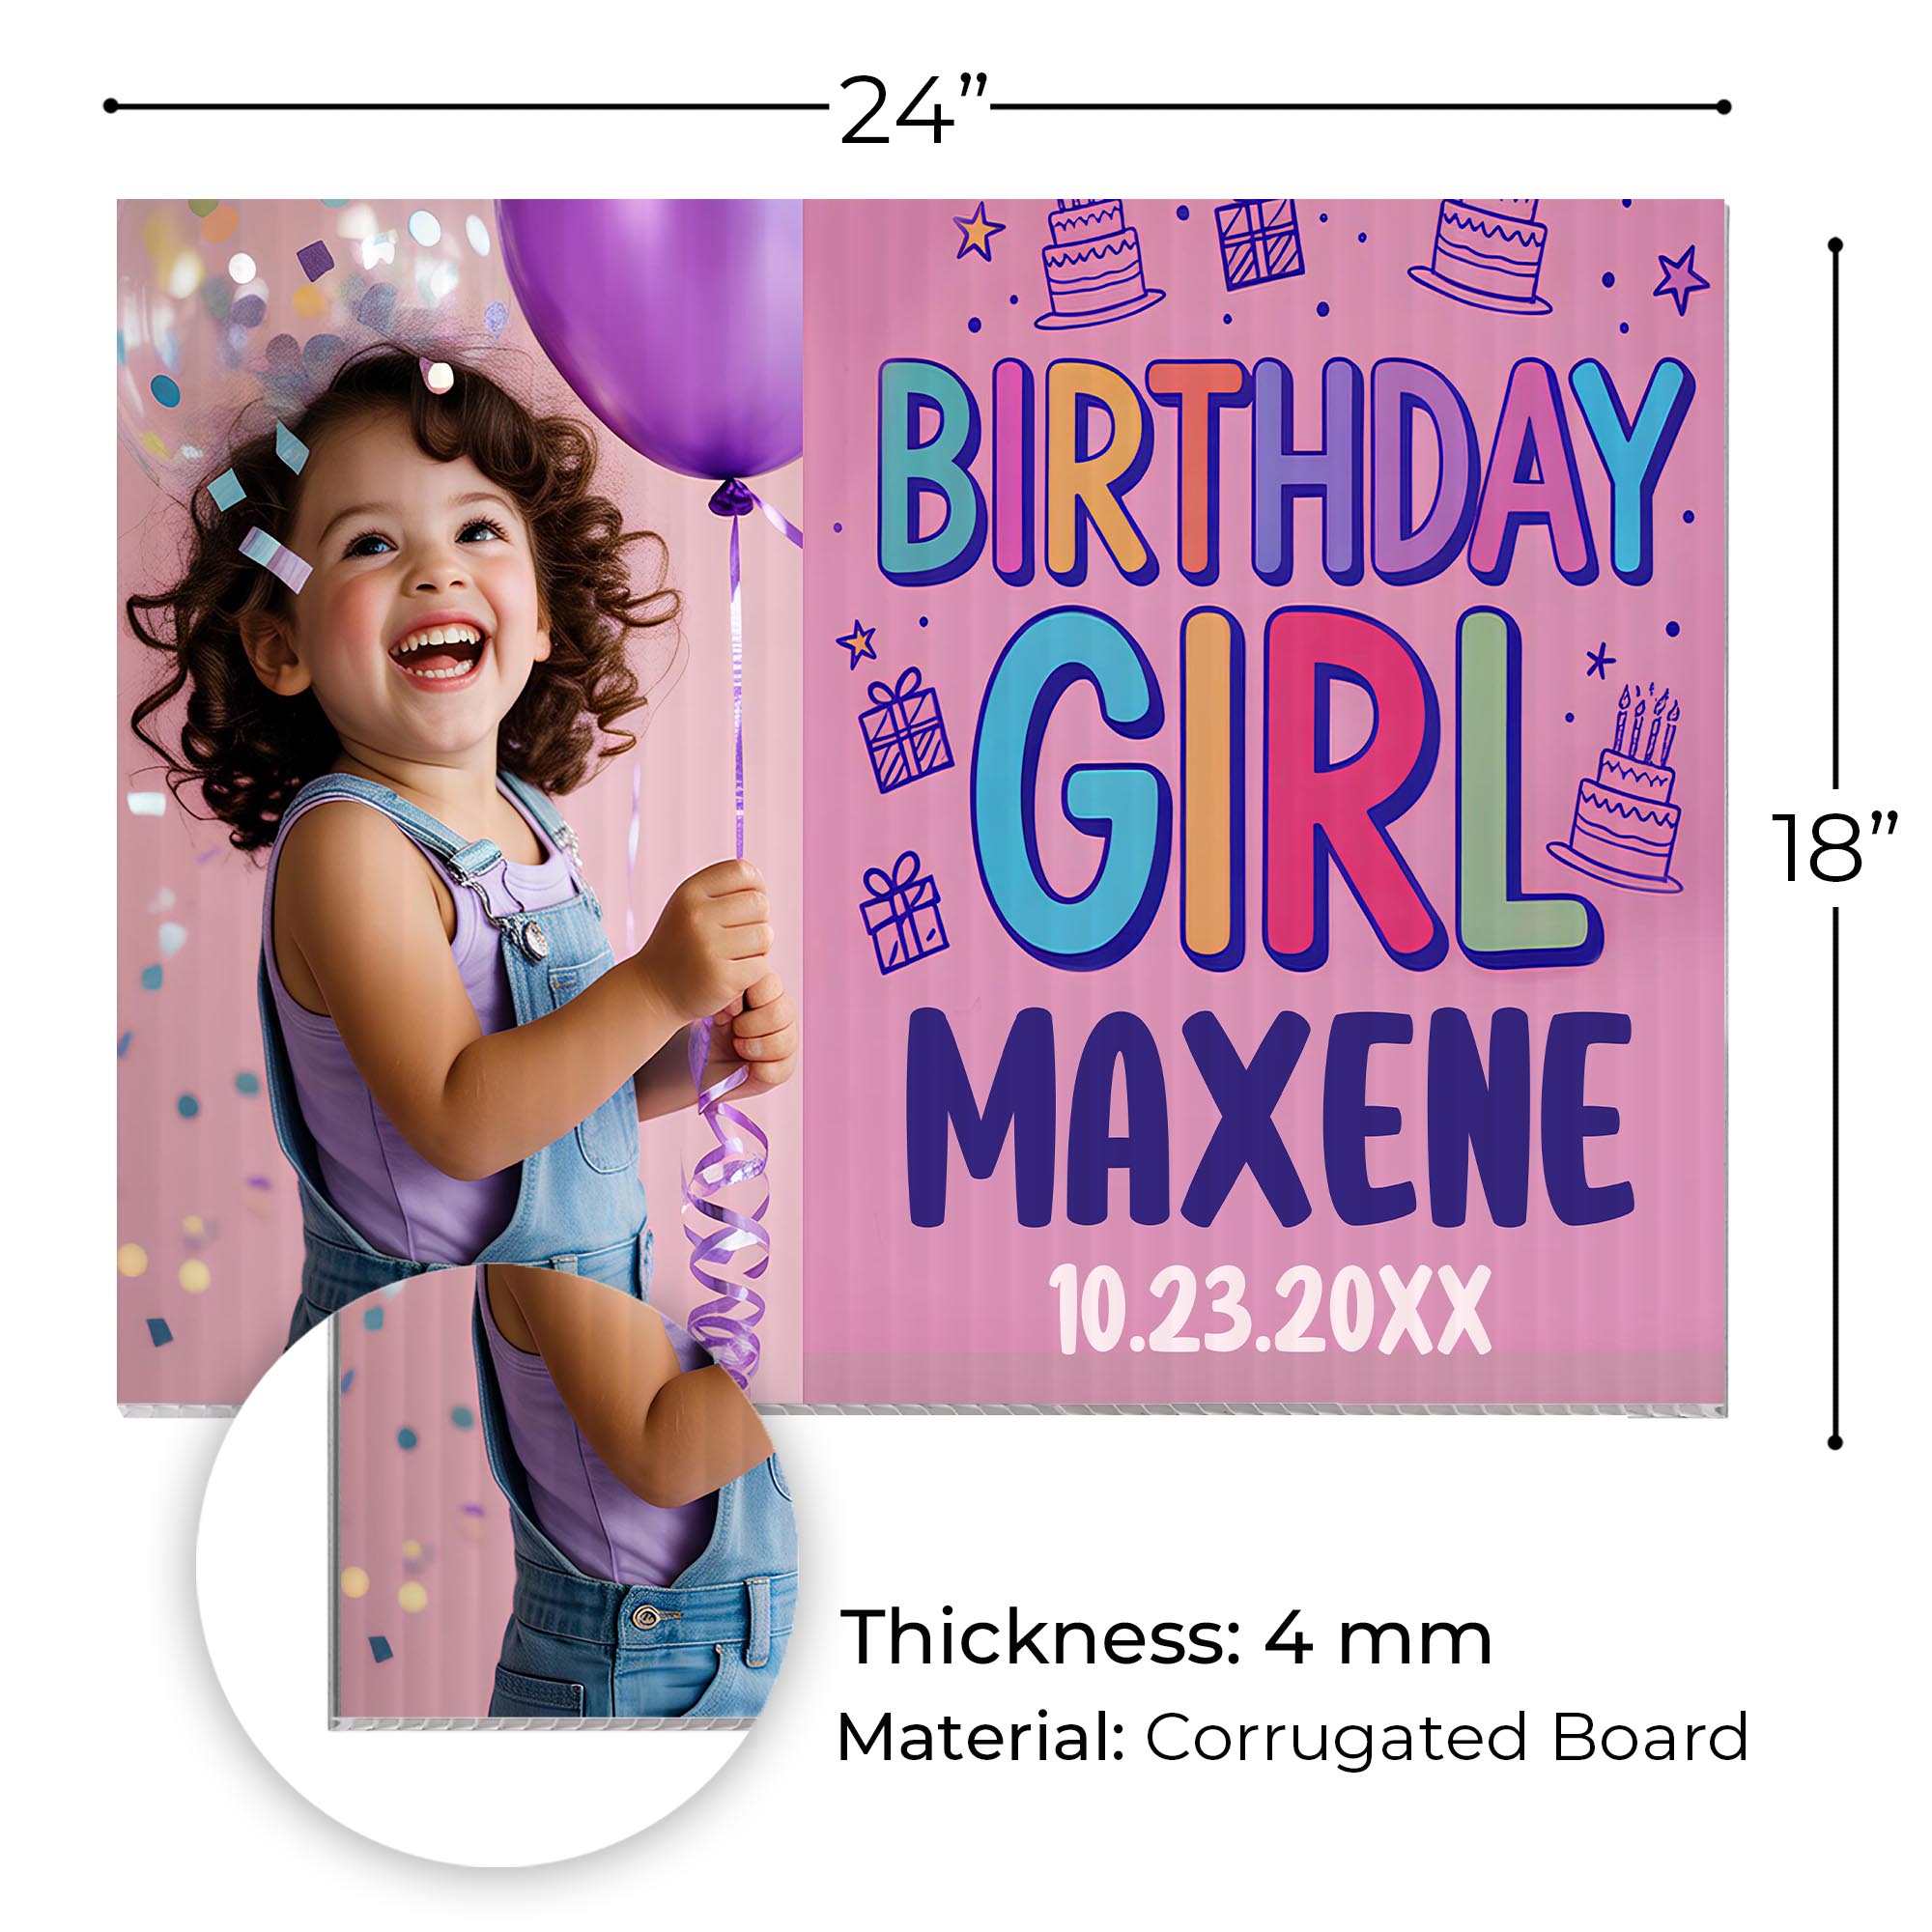 24”
BIRTHDAY
GIRL
MAXENE
10.23.20XX
18”
Thickness: 4 mm
Material: Corrugated Board